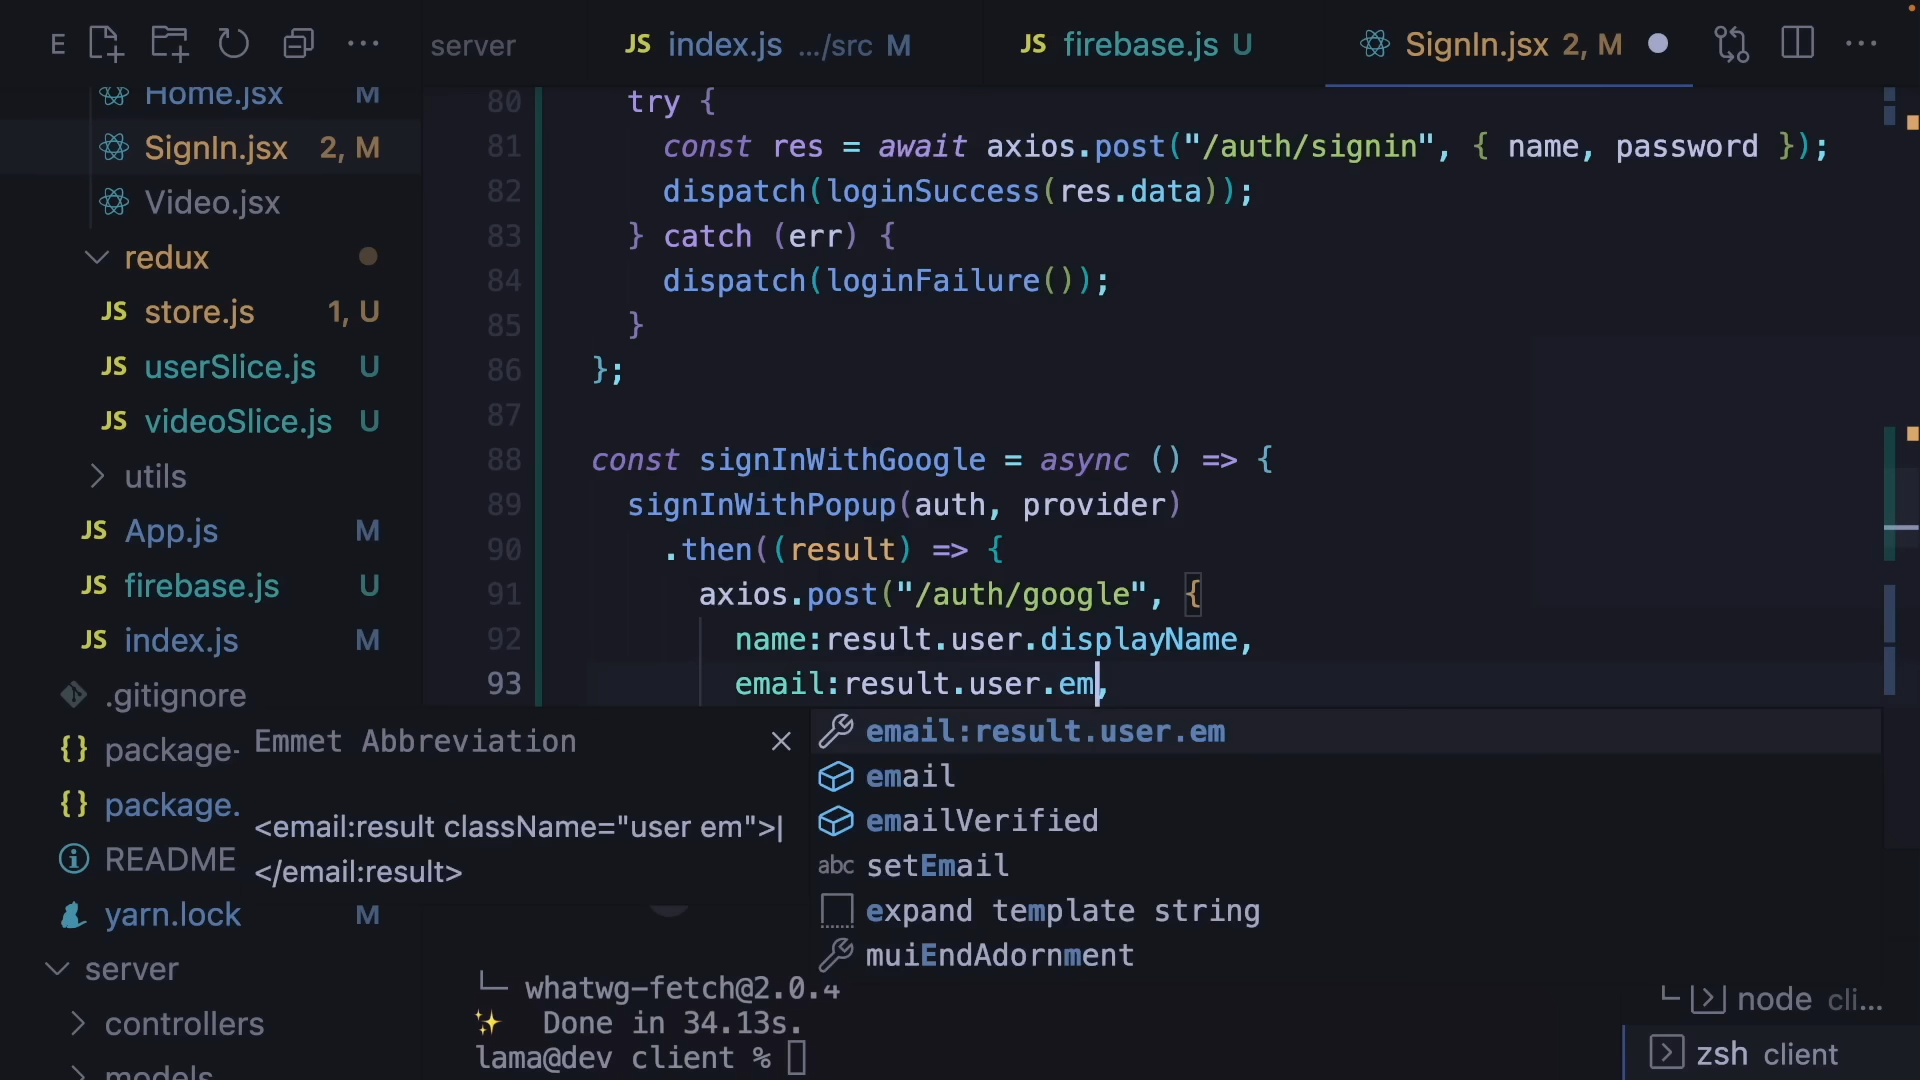 E
server
JS index.js .../src M
JS firebase.js U
SignIn.jsx 2, M
Home.jsx M
SignIn.jsx 2, M
Video.jsx
redux
JS store.js 1, U
JS userSlice.js U
JS videoSlice.js U
utils
JS App.js M
JS firebase.js U
JS index.js M
.gitignore
{} package-
{} package.
README
yarn.lock M
server
controllers
models
80 try {
81 const res = await axios.post("/auth/signin", { name, password });
82 dispatch(loginSuccess(res.data));
83 } catch (err) {
84 dispatch(loginFailure());
85 }
86 };
87
88 const signInWithGoogle = async () => {
89 signInWithPopup(auth, provider)
90 .then((result) => {
91 axios.post("/auth/google", {
92 name:result.user.displayName,
93 email:result.user.em,
Emmet Abbreviation
<email:result className="user em">|
</email:result>
email:result.user.em
email
emailVerified
abc setEmail
expand template string
muiEndAdornment
└─ whatwg-fetch@2.0.4
✨ Done in 34.13s.
lama@dev client %
node cli...
zsh client